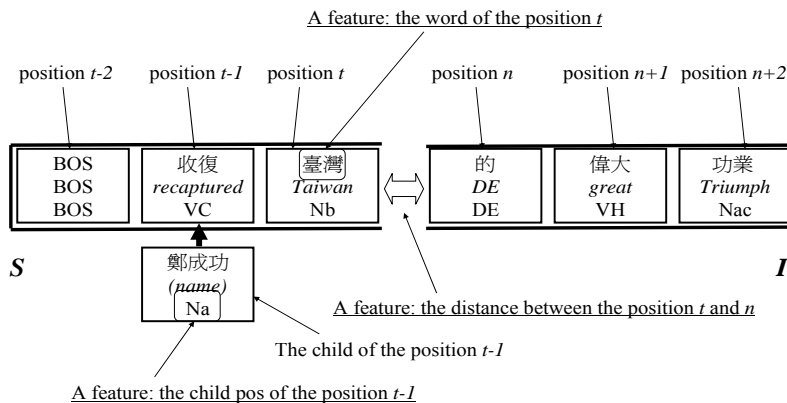 A feature: the word of the position t
position t-2
position t-1
position t
position n
position n+1
position n+2
BOS
BOS
BOS
收復
recaptured
VC
臺灣
Taiwan
Nb
的
DE
DE
偉大
great
VH
功業
Triumph
Nac
S
I
鄭成功
(name)
Na
A feature: the distance between the position t and n
The child of the position t-1
A feature: the child pos of the position t-1